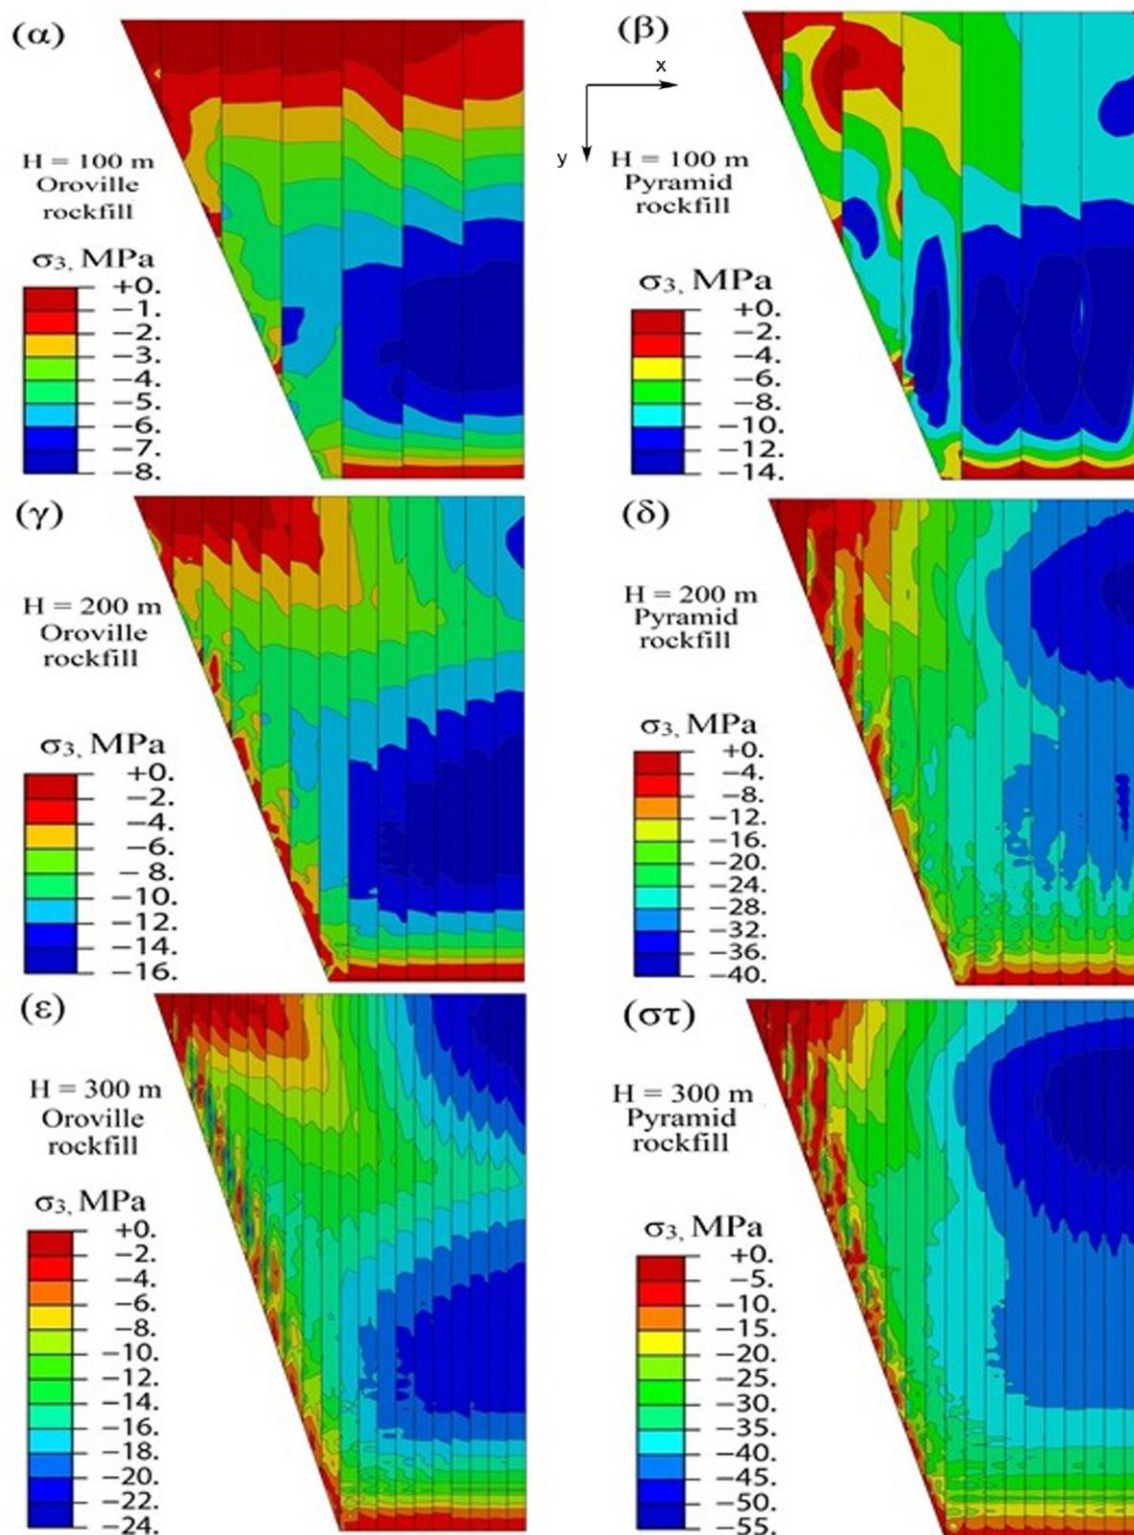 (α)
H = 100 m
Oroville
rockfill
σ3, MPa
+0.
−1.
−2.
−3.
−4.
−5.
−6.
−7.
−8.
x
y
(β)
H = 100 m
Pyramid
rockfill
σ3, MPa
+0.
−2.
−4.
−6.
−8.
−10.
−12.
−14.
(γ)
H = 200 m
Oroville
rockfill
σ3, MPa
+0.
−2.
−4.
−6.
−8.
−10.
−12.
−14.
−16.
(δ)
H = 200 m
Pyramid
rockfill
σ3, MPa
+0.
−4.
−8.
−12.
−16.
−20.
−24.
−28.
−32.
−36.
−40.
(ε)
H = 300 m
Oroville
rockfill
σ3, MPa
+0.
−2.
−4.
−6.
−8.
−10.
−12.
−14.
−16.
−18.
−20.
−22.
−24.
(στ)
H = 300 m
Pyramid
rockfill
σ3, MPa
+0.
−5.
−10.
−15.
−20.
−25.
−30.
−35.
−40.
−45.
−50.
−55.